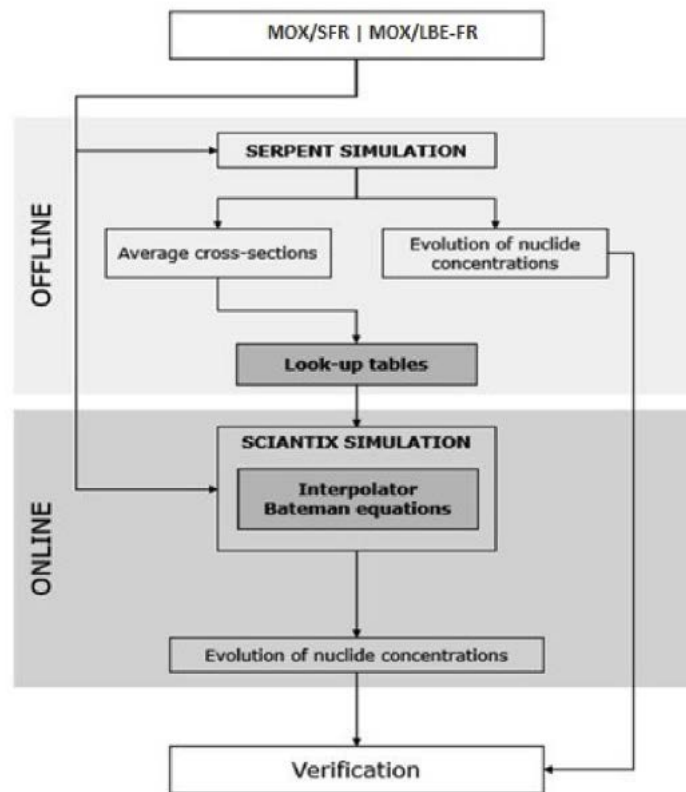 MOX/SFR | MOX/LBE-FR
OFFLINE
SERPENT SIMULATION
Average cross-sections
Evolution of nuclide
concentrations
Look-up tables
ONLINE
SCIANTIX SIMULATION
Interpolator
Bateman equations
Evolution of nuclide concentrations
Verification